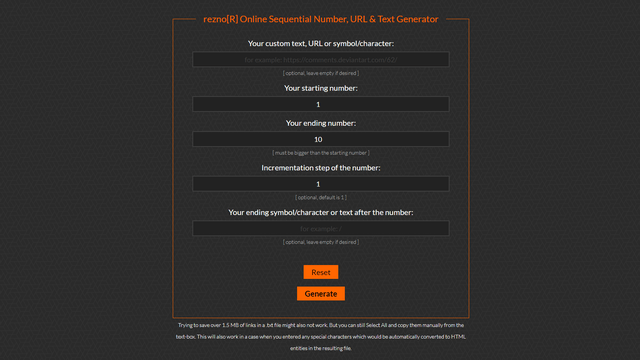 rezno[R] Online Sequential Number, URL & Text Generator
Your custom text, URL or symbol/character:
for example: https://comments.deviantart.com/62/
[ optional, leave empty if desired ]
Your starting number:
1
Your ending number:
10
[ must be bigger than the starting number ]
Incrementation step of the number:
1
[ optional, default is 1 ]
Your ending symbol/character or text after the number:
for example: /
[ optional, leave empty if desired ]
Reset
Generate
Trying to save over 1.5 MB of links in a .txt file might also not work. But you can still Select All and copy them manually from the
text-box. This will also work in a case when you entered any special characters which would be automatically converted to HTML
entities in the resulting file.